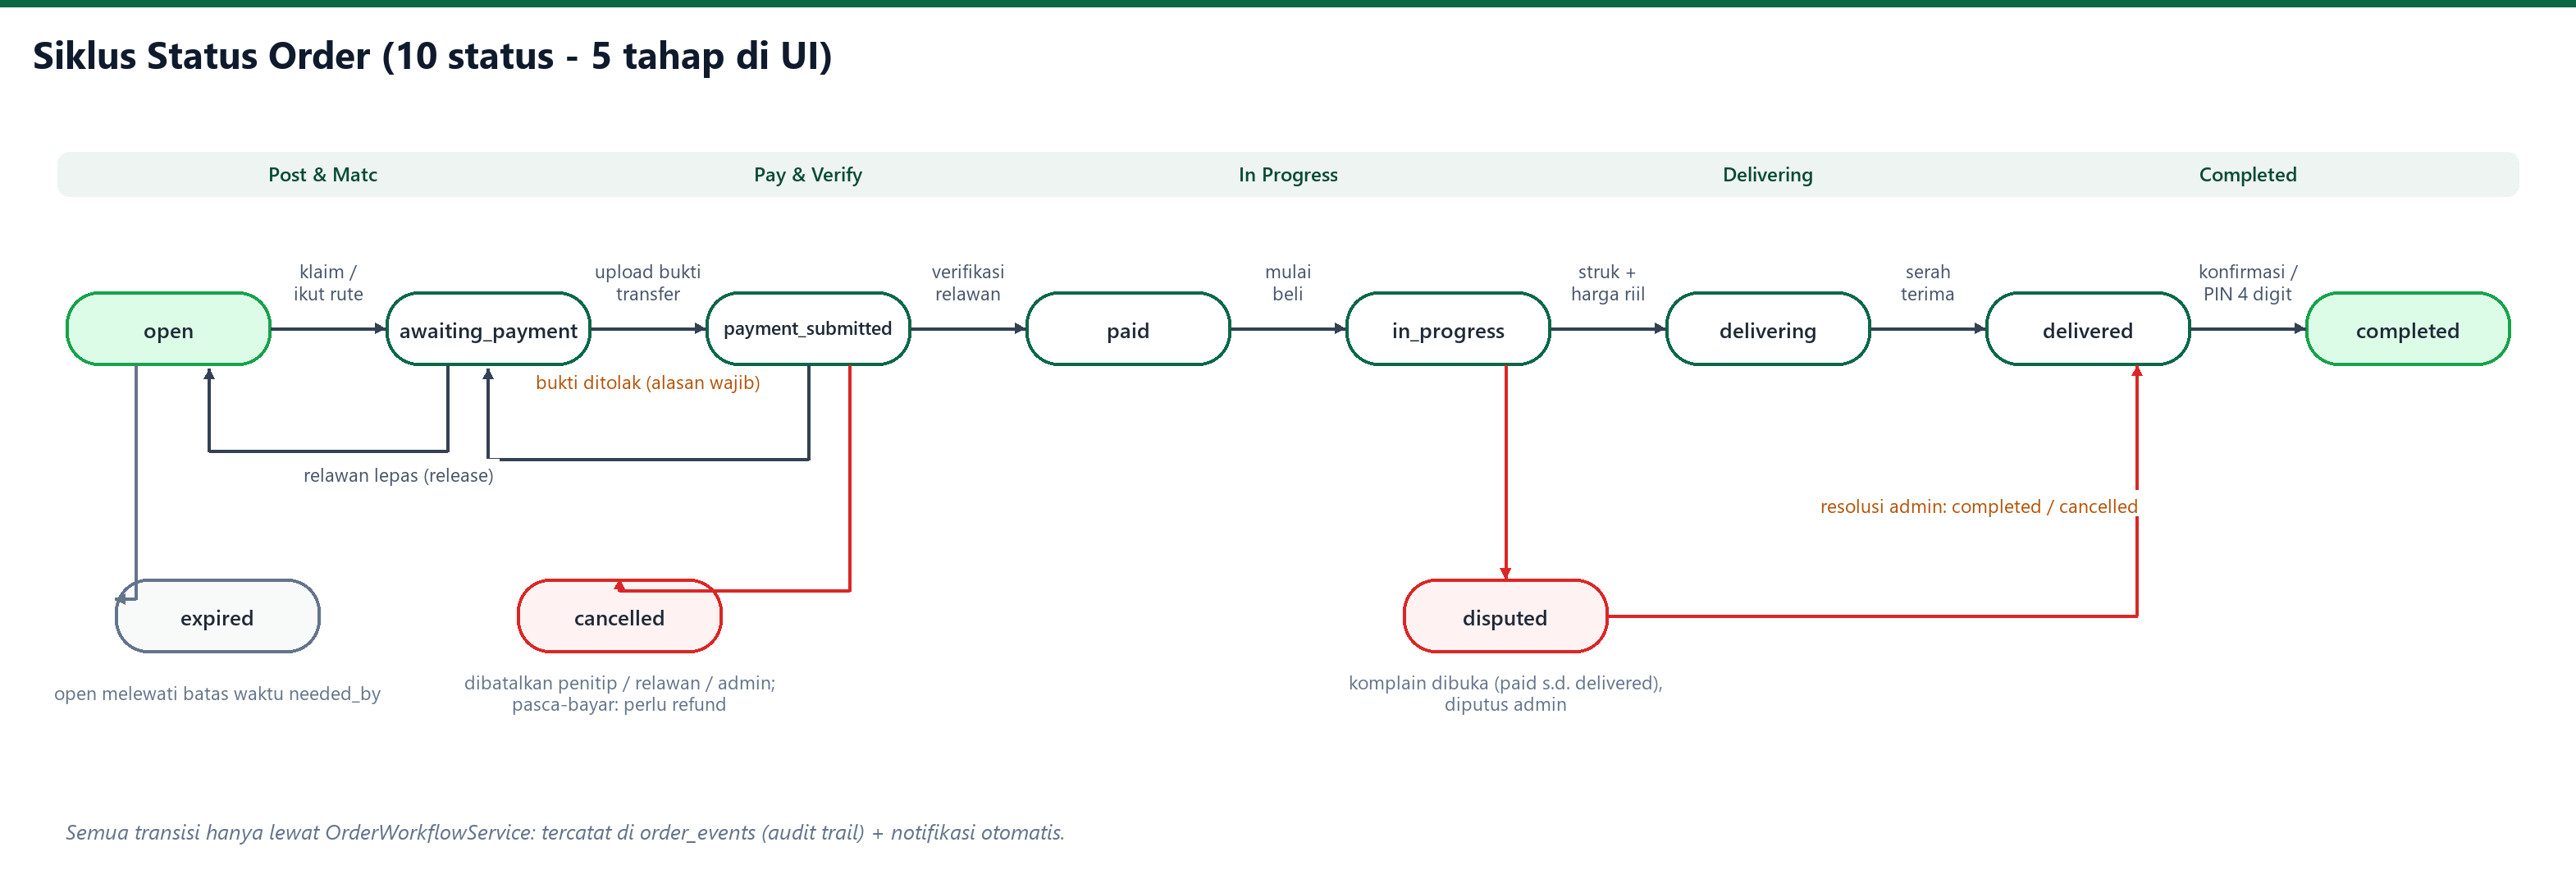 Siklus Status Order (10 status - 5 tahap di UI)
Post & Matc
Pay & Verify
In Progress
Delivering
Completed
klaim /
ikut rute
upload bukti
transfer
verifikasi
relawan
mulai
beli
struk +
harga riil
serah
terima
konfirmasi /
PIN 4 digit
open
awaiting_payment
payment_submitted
paid
in_progress
delivering
delivered
completed
bukti ditolak (alasan wajib)
relawan lepas (release)
resolusi admin: completed / cancelled
expired
cancelled
disputed
open melewati batas waktu needed_by
dibatalkan penitip / relawan / admin;
pasca-bayar: perlu refund
komplain dibuka (paid s.d. delivered),
diputus admin
Semua transisi hanya lewat OrderWorkflowService: tercatat di order_events (audit trail) + notifikasi otomatis.